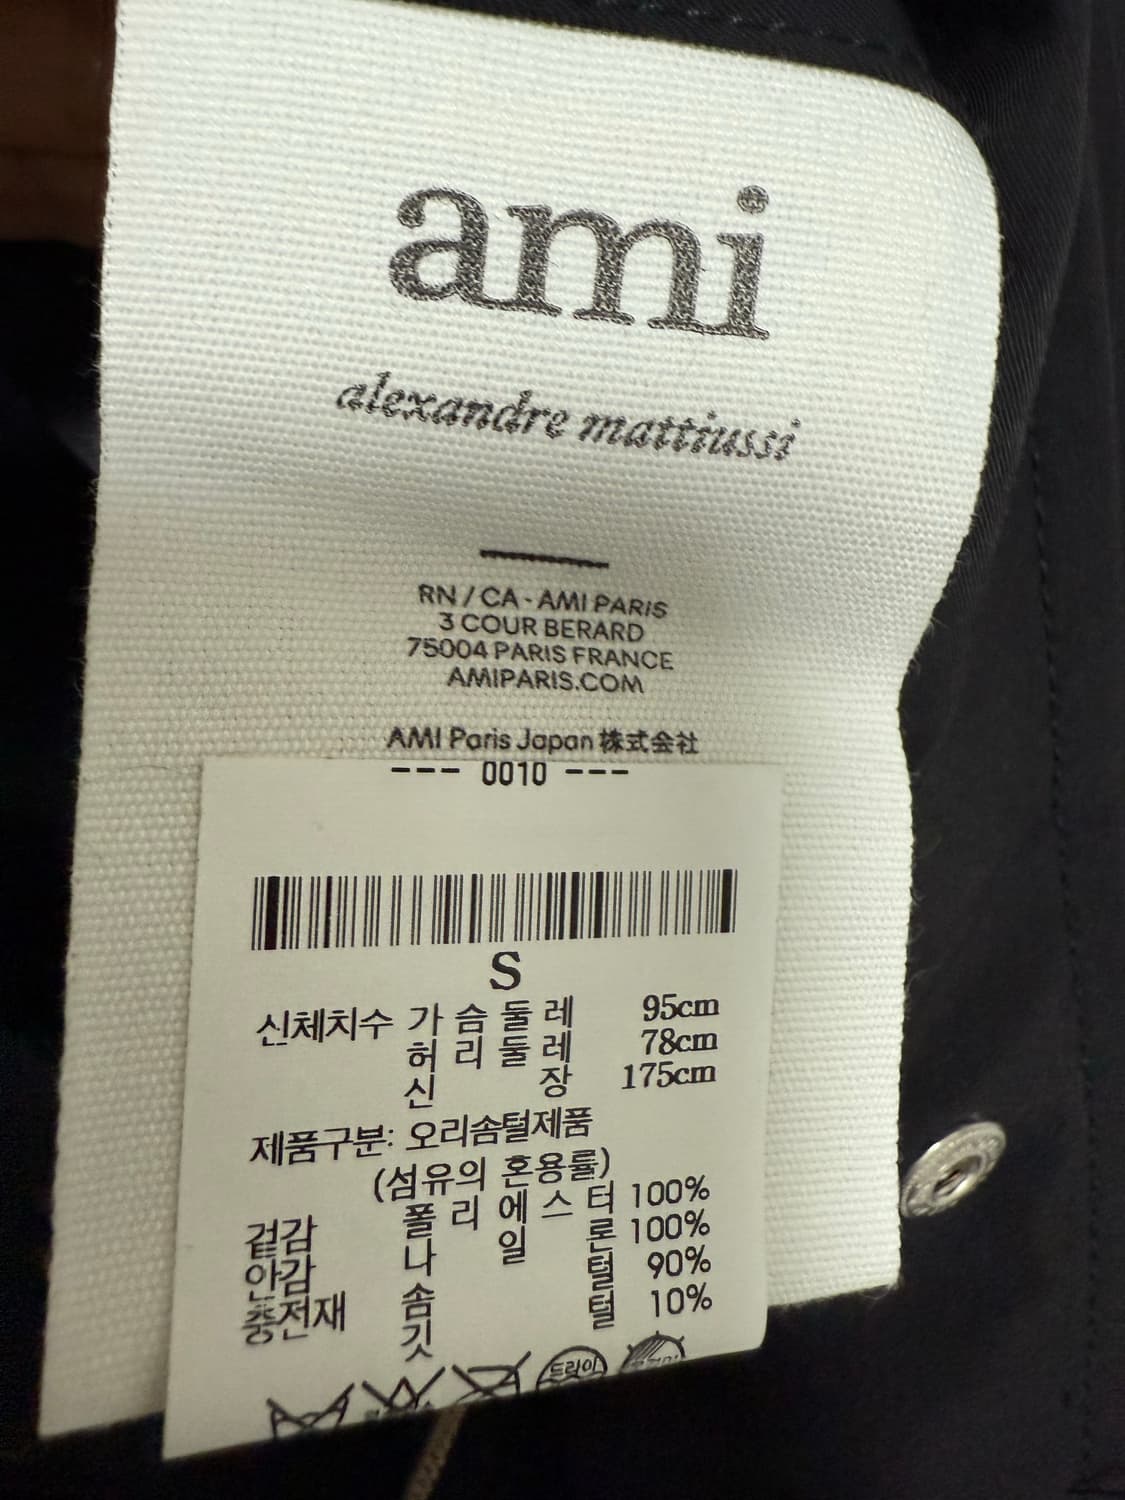 ami
alexandre mattiussi
RN / CA - AMI PARIS
3 COUR BERARD
75004 PARIS FRANCE
AMIPARIS.COM
AMI Paris Japan 株式会社
--- 0010 ---
S
신체치수 가슴둘레 95cm
허리둘레 78cm
신장 175cm
제품구분: 오리솜털제품
(섬유의 혼용률)
겉감 폴리에스터 100%
안감 나일론 100%
충전재 솜털 90%
깃털 10%
드라이